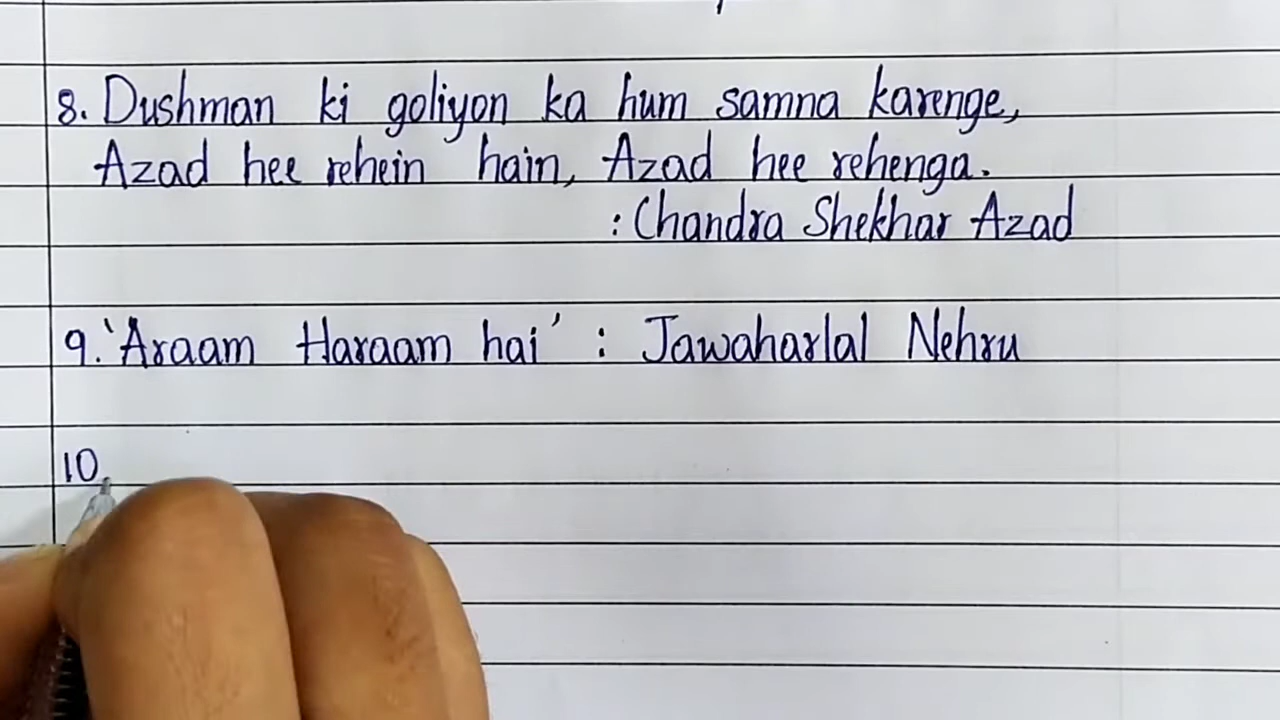 8. Dushman ki goliyon ka hum samna karenge,
Azad hee rehein hain, Azad hee rehenga.
: Chandra Shekhar Azad
9. 'Araam Haraam hai' : Jawaharlal Nehru
10.